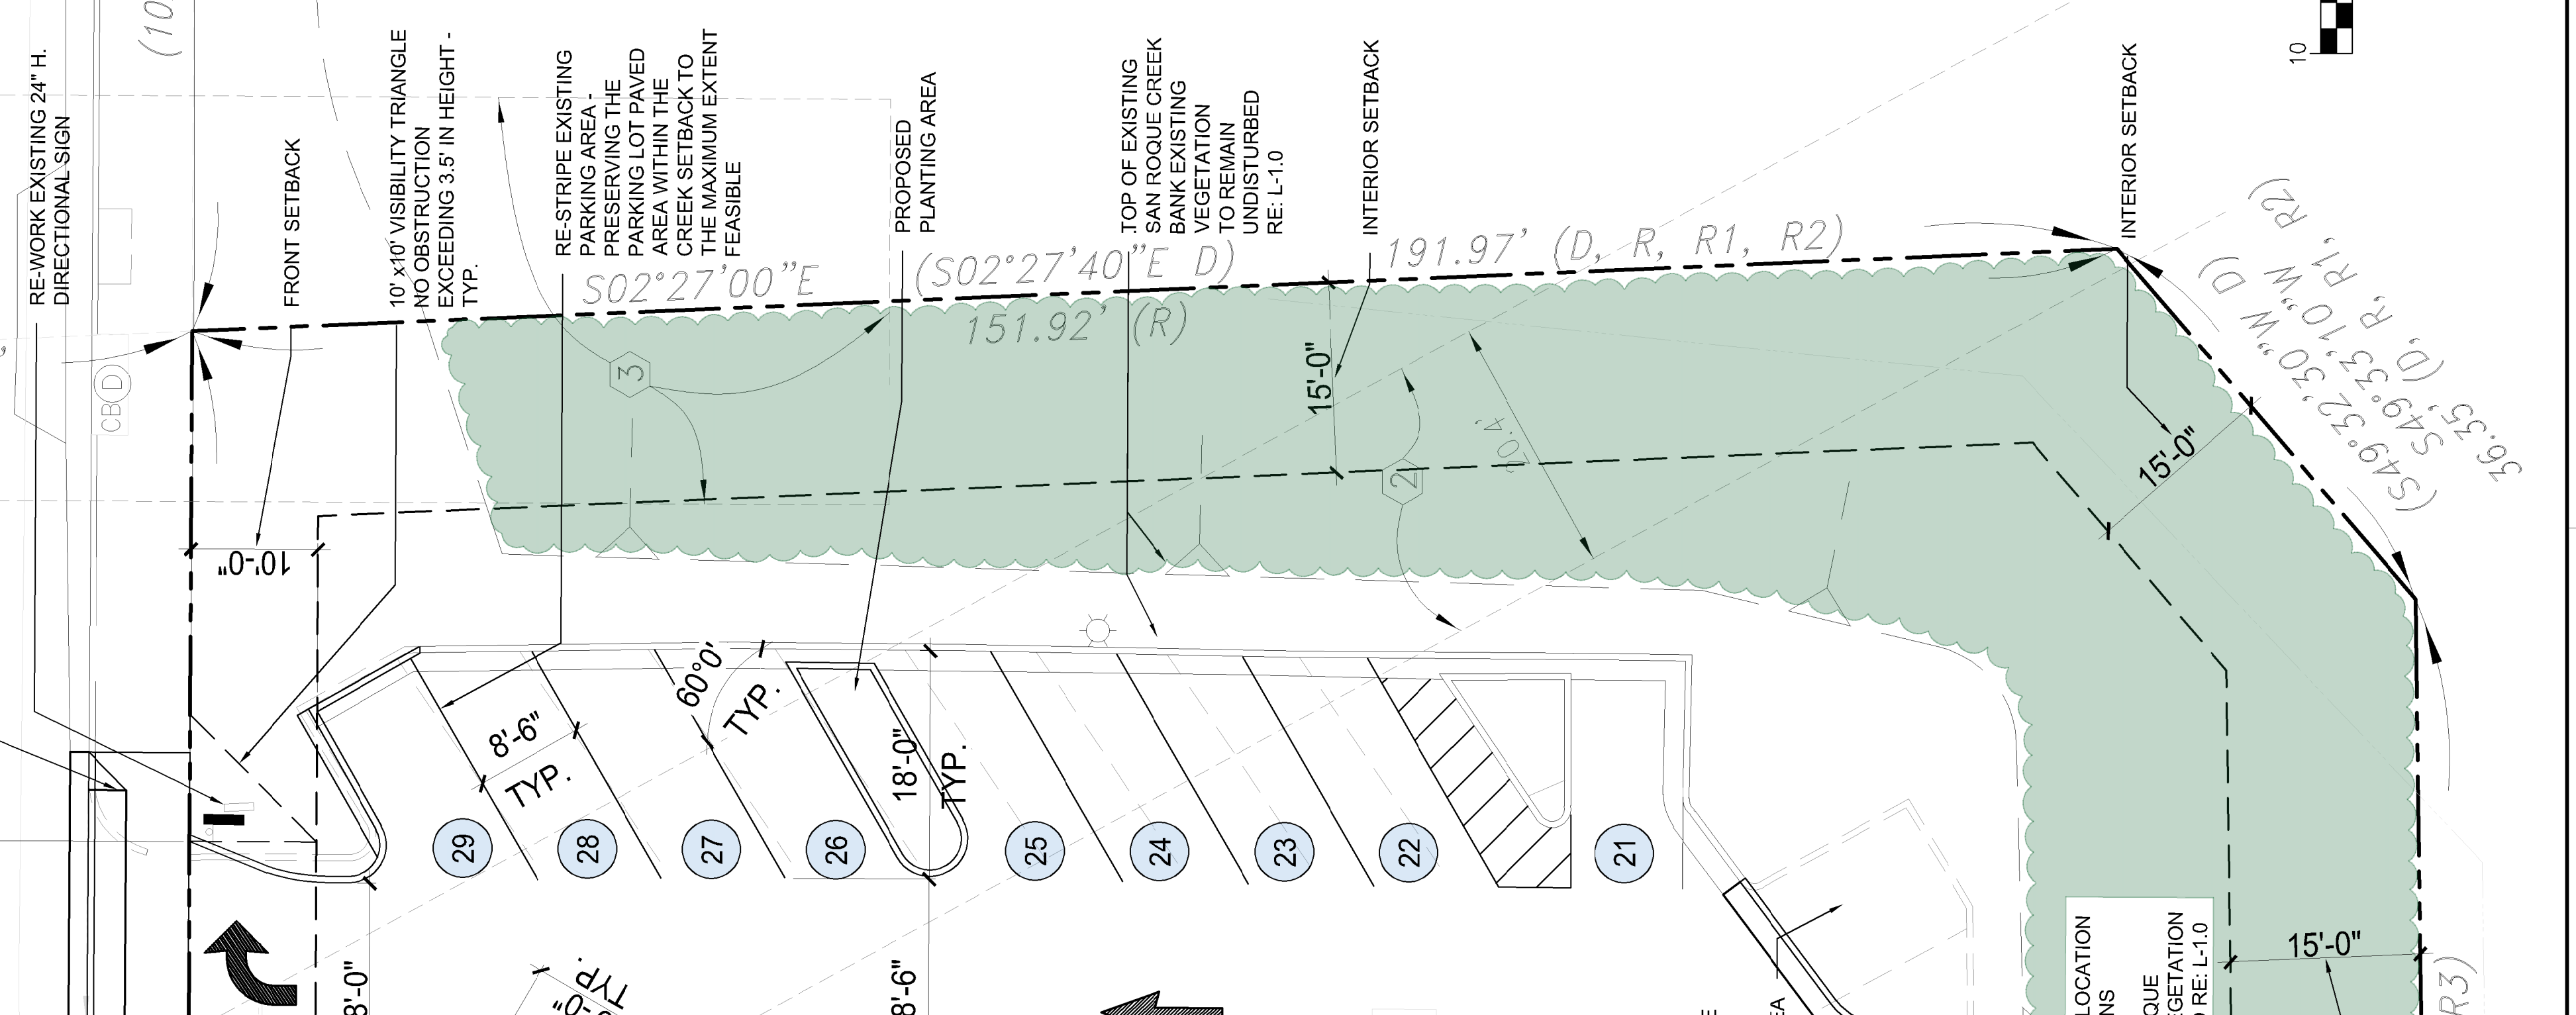 RE-WORK EXISTING 24" H.
DIRECTIONAL SIGN
FRONT SETBACK
10' x10' VISIBILITY TRIANGLE
NO OBSTRUCTION
EXCEEDING 3.5' IN HEIGHT -
TYP.
RE-STRIPE EXISTING
PARKING AREA -
PRESERVING THE
PARKING LOT PAVED
AREA WITHIN THE
CREEK SETBACK TO
THE MAXIMUM EXTENT
FEASIBLE
PROPOSED
PLANTING AREA
TOP OF EXISTING
SAN ROQUE CREEK
BANK EXISTING
VEGETATION
TO REMAIN
UNDISTURBED
RE: L-1.0
INTERIOR SETBACK
INTERIOR SETBACK
10
(10
CB D
S02°27'00"E
(S02°27'40"E D)
191.97' (D, R, R1, R2)
151.92' (R)
(S49°32'30"W D)
S49°33'10"W
36.35' (D, R, R1, R2)
3
2
20.4'
15'-0"
15'-0"
15'-0"
10'-0"
60°0'
TYP.
8'-6"
TYP.
18'-0"
TYP.
29
28
27
26
25
24
23
22
21
8'-0"
8'-6"
TYP.
LOCATION
RE: L-1.0
R3)